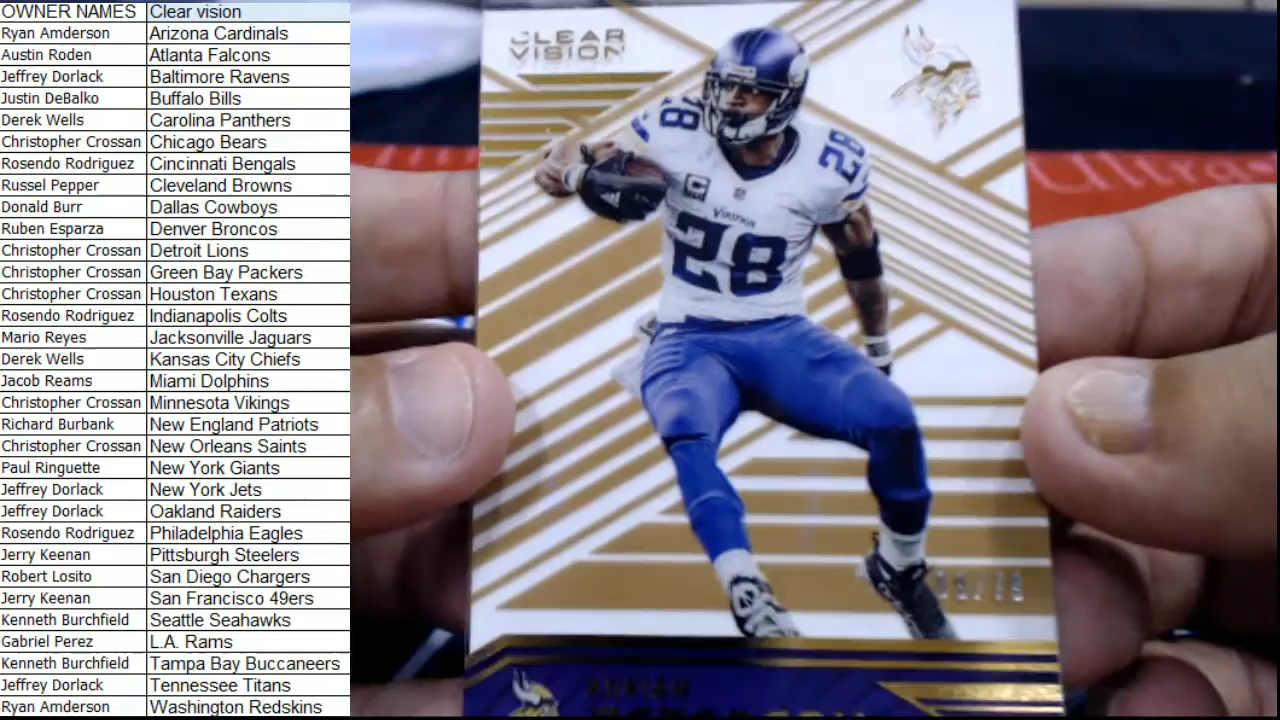 OWNER NAMES Clear vision
Ryan Amderson Arizona Cardinals
Austin Roden Atlanta Falcons
Jeffrey Dorlack Baltimore Ravens
Justin DeBalko Buffalo Bills
Derek Wells Carolina Panthers
Christopher Crossan Chicago Bears
Rosendo Rodriguez Cincinnati Bengals
Russel Pepper Cleveland Browns
Donald Burr Dallas Cowboys
Ruben Esparza Denver Broncos
Christopher Crossan Detroit Lions
Christopher Crossan Green Bay Packers
Christopher Crossan Houston Texans
Rosendo Rodriguez Indianapolis Colts
Mario Reyes Jacksonville Jaguars
Derek Wells Kansas City Chiefs
Jacob Reams Miami Dolphins
Christopher Crossan Minnesota Vikings
Richard Burbank New England Patriots
Christopher Crossan New Orleans Saints
Paul Ringuette New York Giants
Jeffrey Dorlack New York Jets
Jeffrey Dorlack Oakland Raiders
Rosendo Rodriguez Philadelphia Eagles
Jerry Keenan Pittsburgh Steelers
Robert Losito San Diego Chargers
Jerry Keenan San Francisco 49ers
Kenneth Burchfield Seattle Seahawks
Gabriel Perez L.A. Rams
Kenneth Burchfield Tampa Bay Buccaneers
Jeffrey Dorlack Tennessee Titans
Ryan Amderson Washington Redskins
CLEAR
VISION
28
28
C
VIKINGS
28